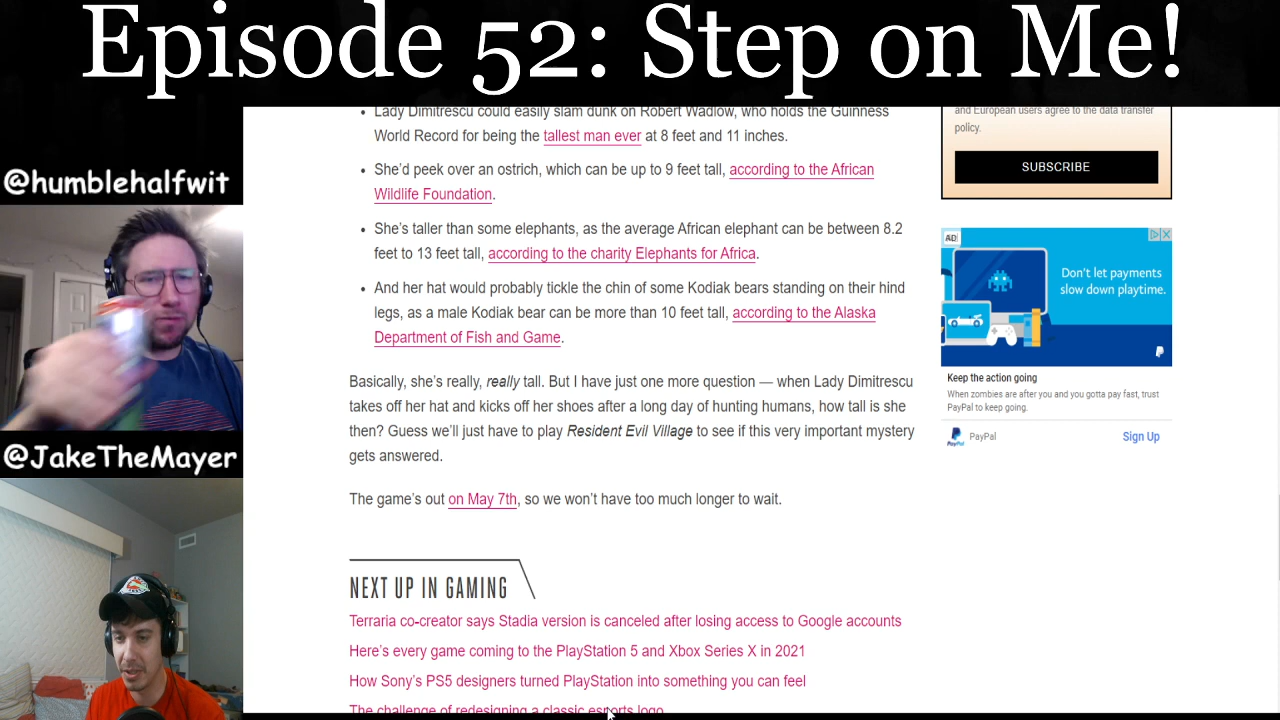 Episode 52: Step on Me!
@humblehalfwit
@JakeTheMayer
• Lady Dimitrescu could easily slam dunk on Robert Wadlow, who holds the Guinness
World Record for being the tallest man ever at 8 feet and 11 inches.
• She'd peek over an ostrich, which can be up to 9 feet tall, according to the African
Wildlife Foundation.
• She's taller than some elephants, as the average African elephant can be between 8.2
feet to 13 feet tall, according to the charity Elephants for Africa.
• And her hat would probably tickle the chin of some Kodiak bears standing on their hind
legs, as a male Kodiak bear can be more than 10 feet tall, according to the Alaska
Department of Fish and Game.
Basically, she's really, really tall. But I have just one more question — when Lady Dimitrescu
takes off her hat and kicks off her shoes after a long day of hunting humans, how tall is she
then? Guess we'll just have to play Resident Evil Village to see if this very important mystery
gets answered.
The game's out on May 7th, so we won't have too much longer to wait.
NEXT UP IN GAMING
Terraria co-creator says Stadia version is canceled after losing access to Google accounts
Here's every game coming to the PlayStation 5 and Xbox Series X in 2021
How Sony's PS5 designers turned PlayStation into something you can feel
The challenge of redesigning a classic esports logo
and European users agree to the data transfer
policy.
SUBSCRIBE
AD
Don't let payments
slow down playtime.
Keep the action going
When zombies are after you and you gotta pay fast, trust
PayPal to keep going.
PayPal
Sign Up